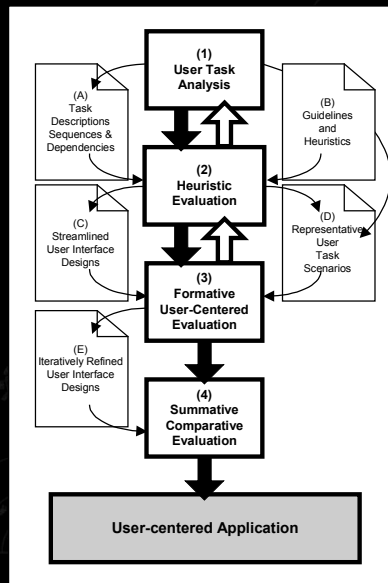 (1)
User Task
Analysis
(A)
Task
Descriptions
Sequences &
Dependencies
(B)
Guidelines
and
Heuristics
(2)
Heuristic
Evaluation
(C)
Streamlined
User Interface
Designs
(D)
Representative
User
Task
Scenarios
(3)
Formative
User-Centered
Evaluation
(E)
Iteratively Refined
User Interface
Designs
(4)
Summative
Comparative
Evaluation
User-centered Application